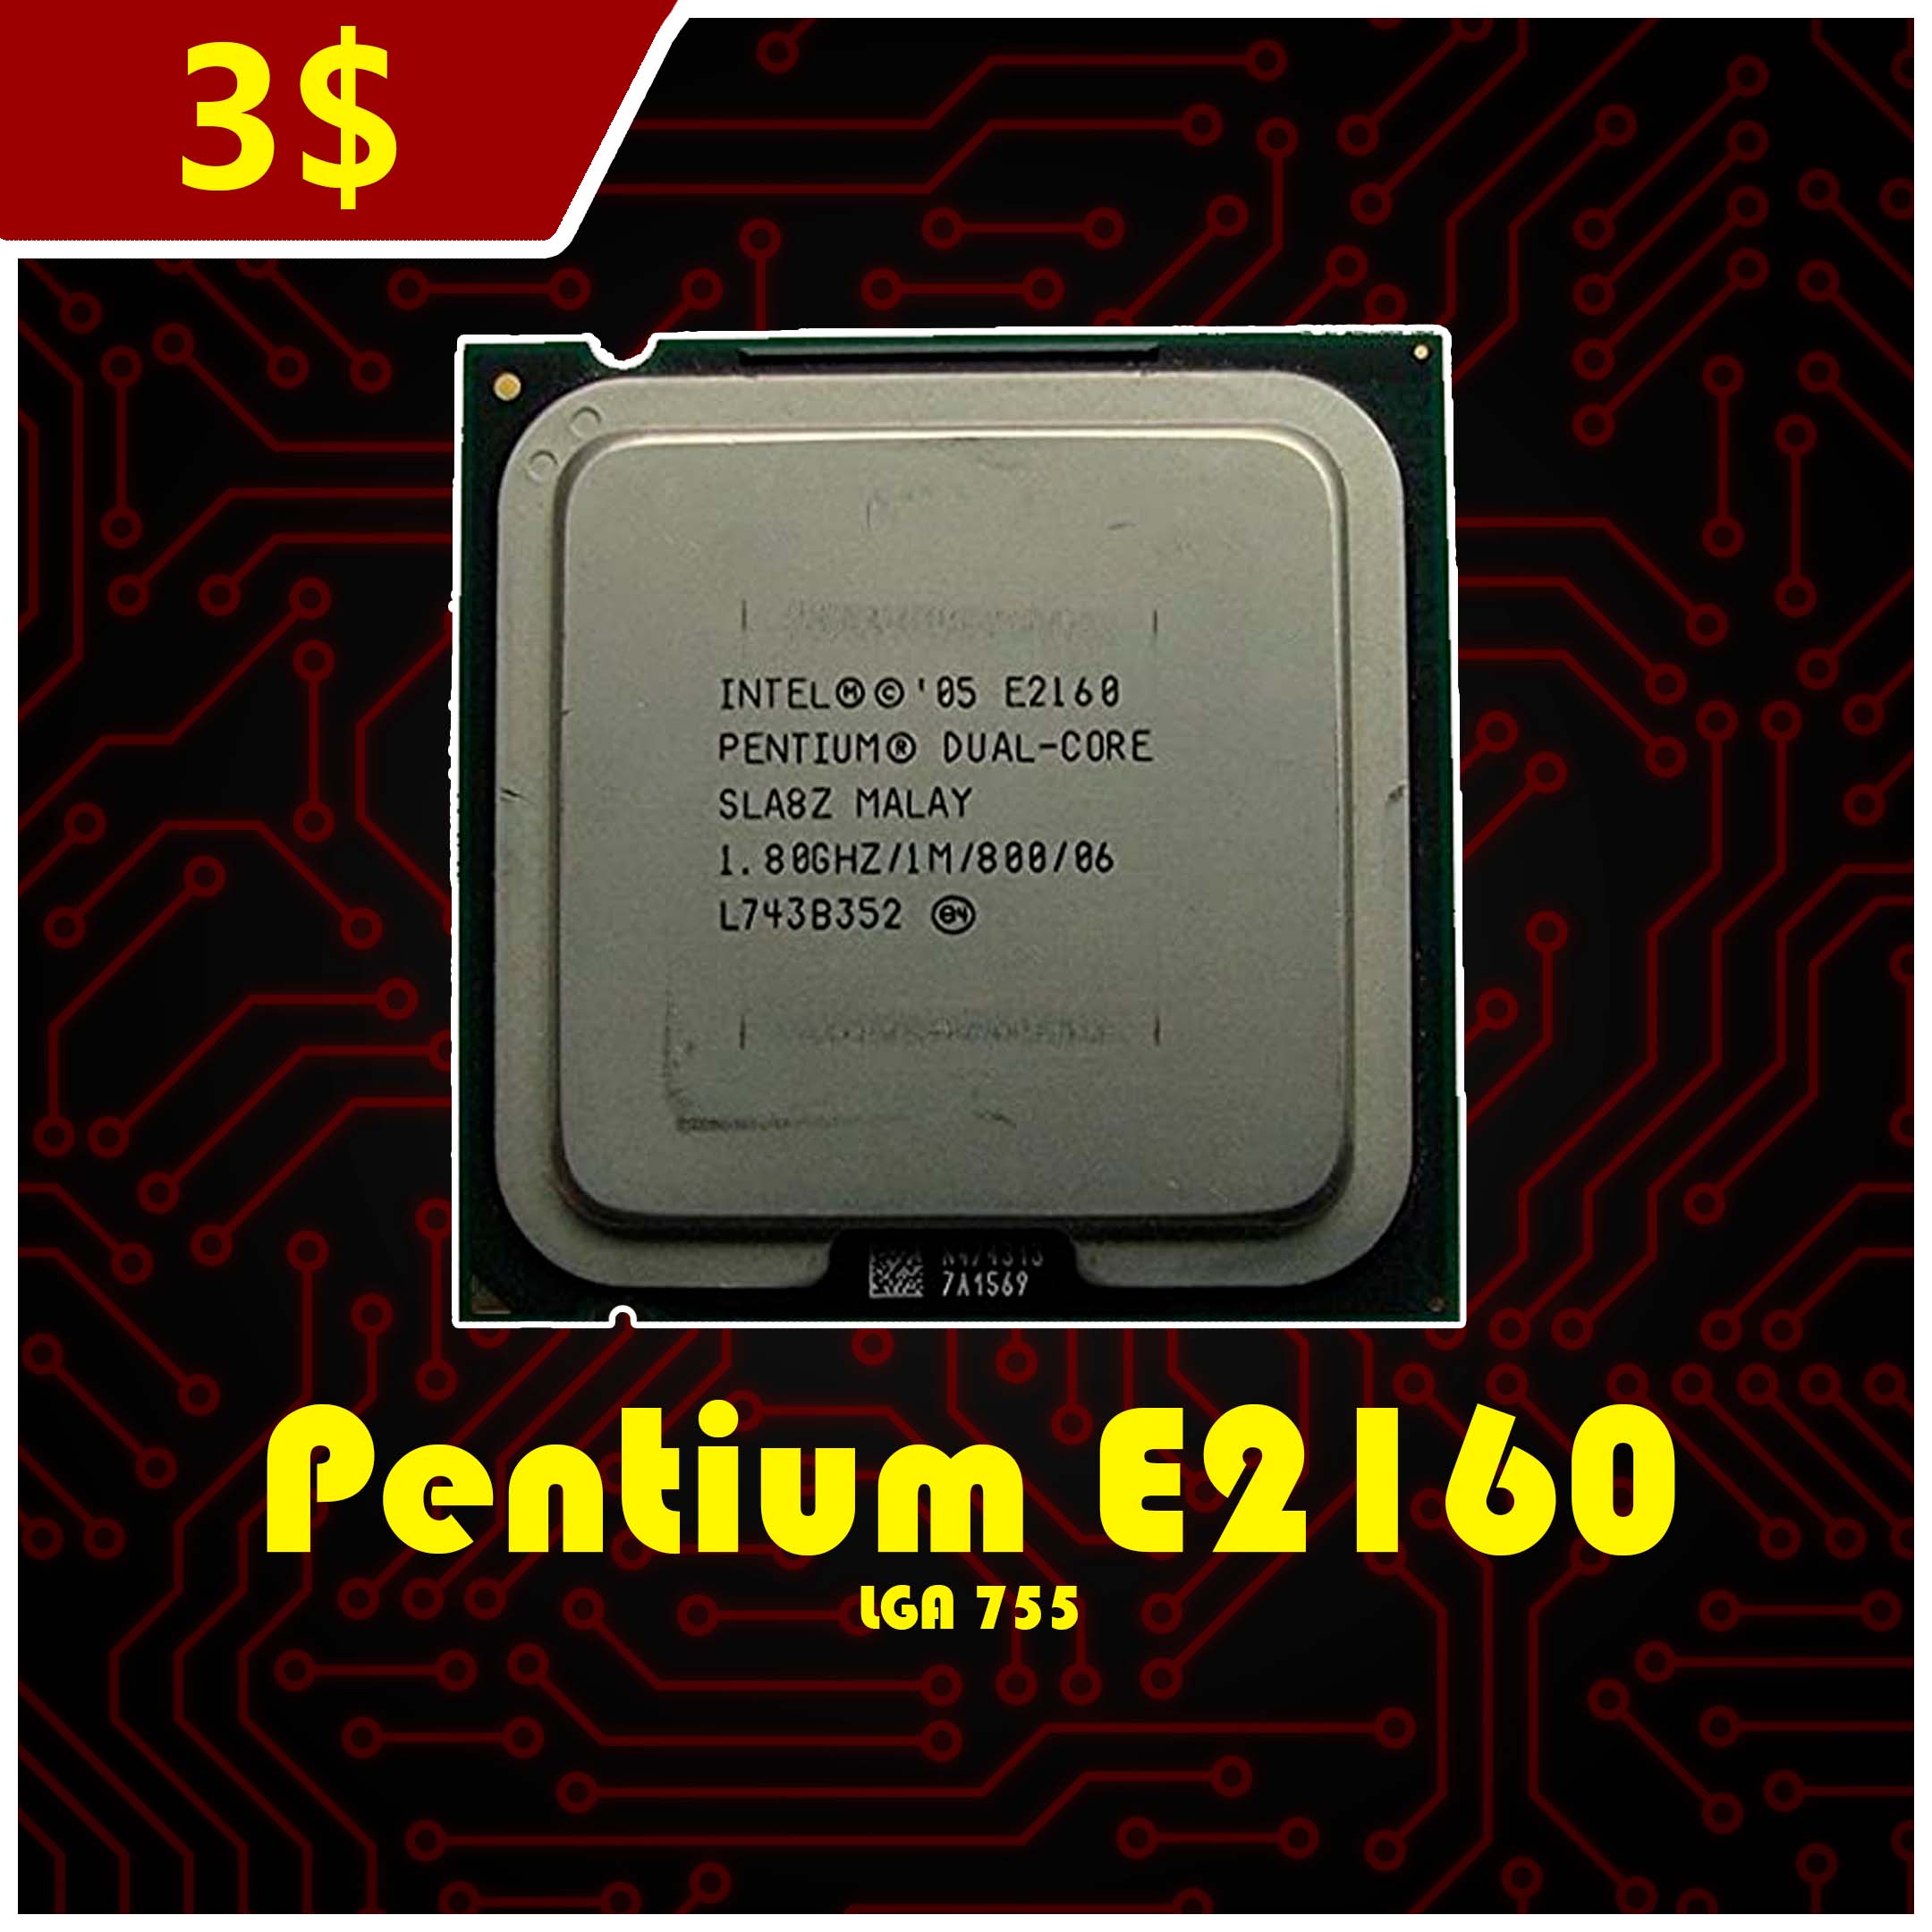 3$
INTEL Ⓜ © '05 E2160
PENTIUM® DUAL-CORE
SLA8Z MALAY
1.80GHZ/1M/800/06
L743B352 e4
7A1569
Pentium E2160
LGA 755